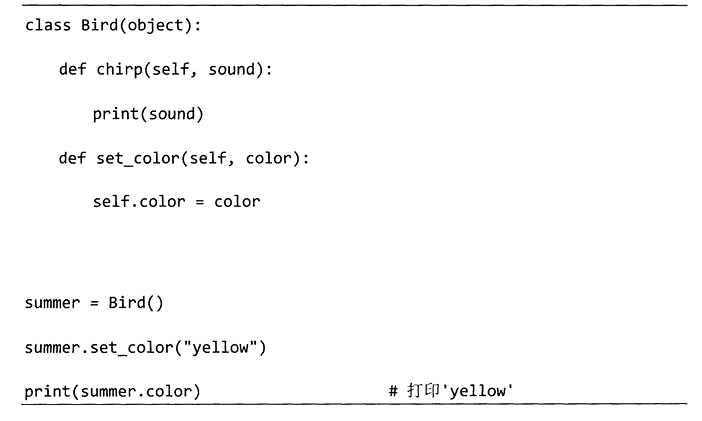 class Bird(object):
    def chirp(self, sound):
        print(sound)
    def set_color(self, color):
        self.color = color
summer = Bird()
summer.set_color("yellow")
print(summer.color) # 打印'yellow'